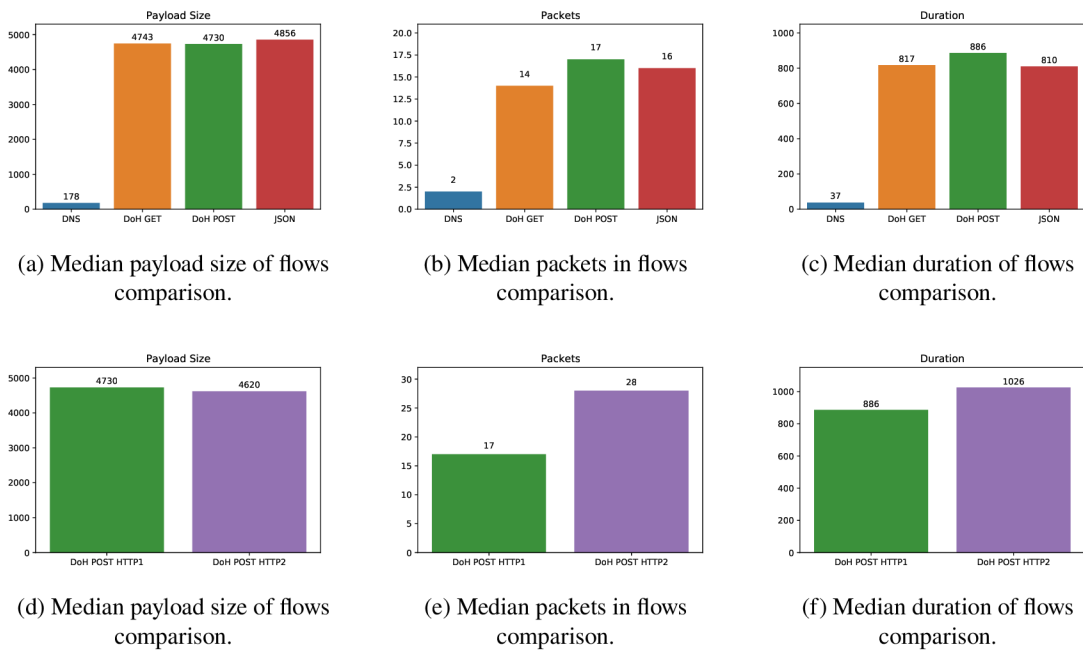 Payload Size
5000
4000
3000
2000
1000
0
178
4743
4730
4856
DNS
DoH GET
DoH POST
JSON
(a) Median payload size of flows
comparison.
Packets
20.0
17.5
15.0
12.5
10.0
7.5
5.0
2.5
0.0
2
14
17
16
DNS
DoH GET
DoH POST
JSON
(b) Median packets in flows
comparison.
Duration
1000
800
600
400
200
0
37
817
886
810
DNS
DoH GET
DoH POST
JSON
(c) Median duration of flows
comparison.
Payload Size
5000
4000
3000
2000
1000
0
4730
4620
DoH POST HTTP1
DoH POST HTTP2
(d) Median payload size of flows
comparison.
Packets
30
25
20
15
10
5
0
17
28
DoH POST HTTP1
DoH POST HTTP2
(e) Median packets in flows
comparison.
Duration
1000
800
600
400
200
0
886
1026
DoH POST HTTP1
DoH POST HTTP2
(f) Median duration of flows
comparison.